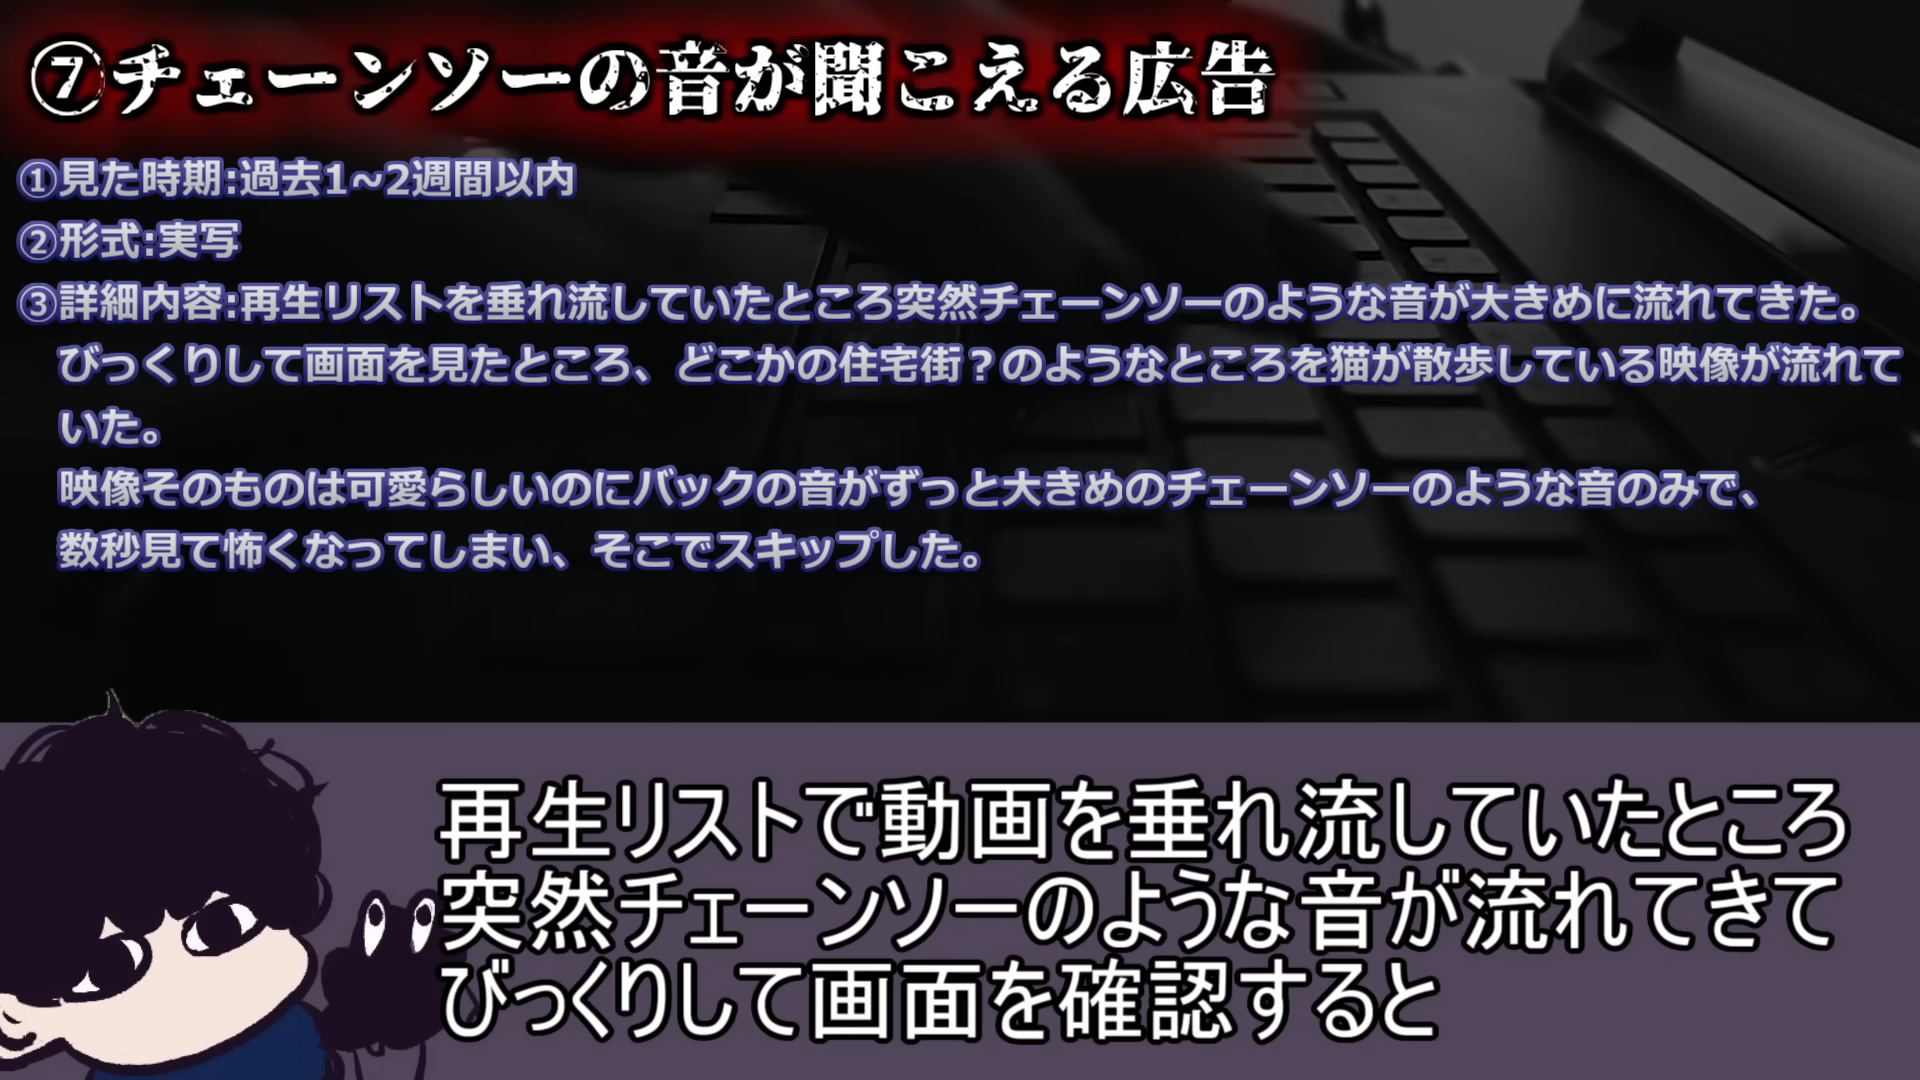 ⑦チェーンソーの音が聞こえる広告
①見た時期:過去1~2週間以内
②形式:実写
③詳細内容:再生リストを垂れ流していたところ突然チェーンソーのような音が大きめに流れてきた。
びっくりして画面を見たところ、どこかの住宅街？のようなところを猫が散歩している映像が流れて
いた。
映像そのものは可愛らしいのにバックの音がずっと大きめのチェーンソーのような音のみで、
数秒見て怖くなってしまい、そこでスキップした。
再生リストで動画を垂れ流していたところ
突然チェーンソーのような音が流れてきて
びっくりして画面を確認すると